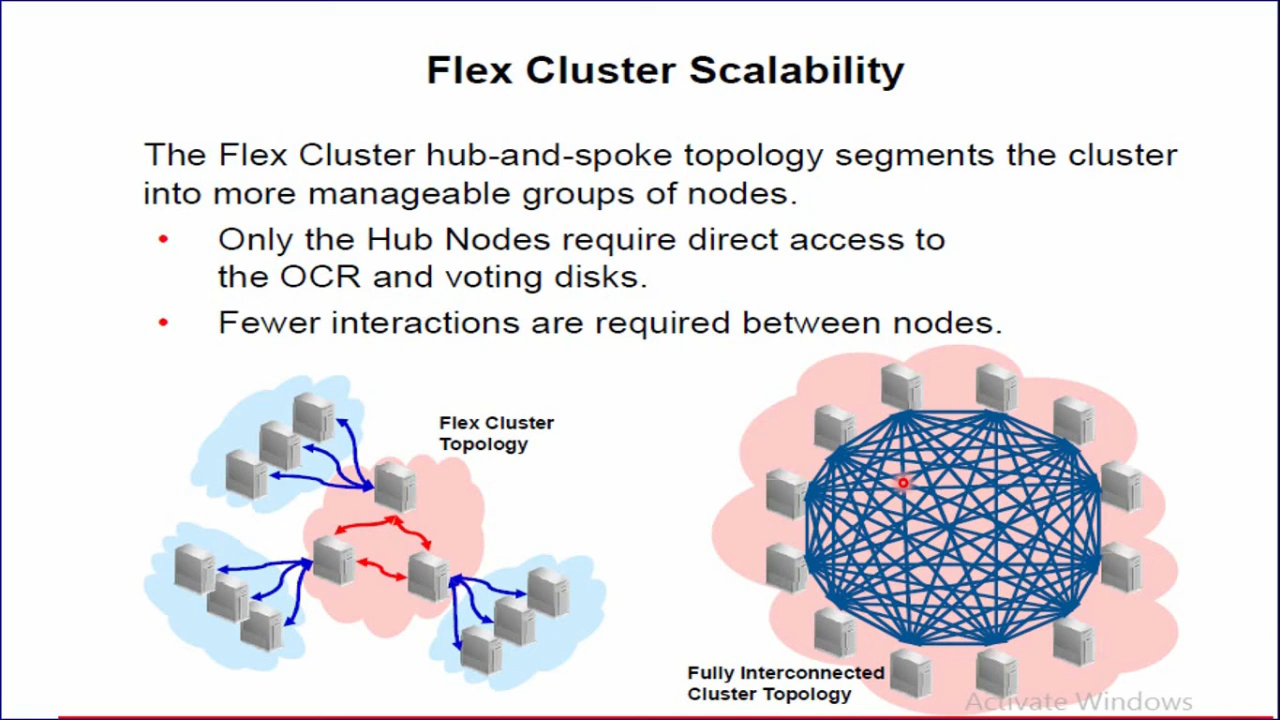 Flex Cluster Scalability
The Flex Cluster hub-and-spoke topology segments the cluster
into more manageable groups of nodes.
• Only the Hub Nodes require direct access to
the OCR and voting disks.
• Fewer interactions are required between nodes.
Flex Cluster
Topology
Fully Interconnected
Cluster Topology
Activate Windows